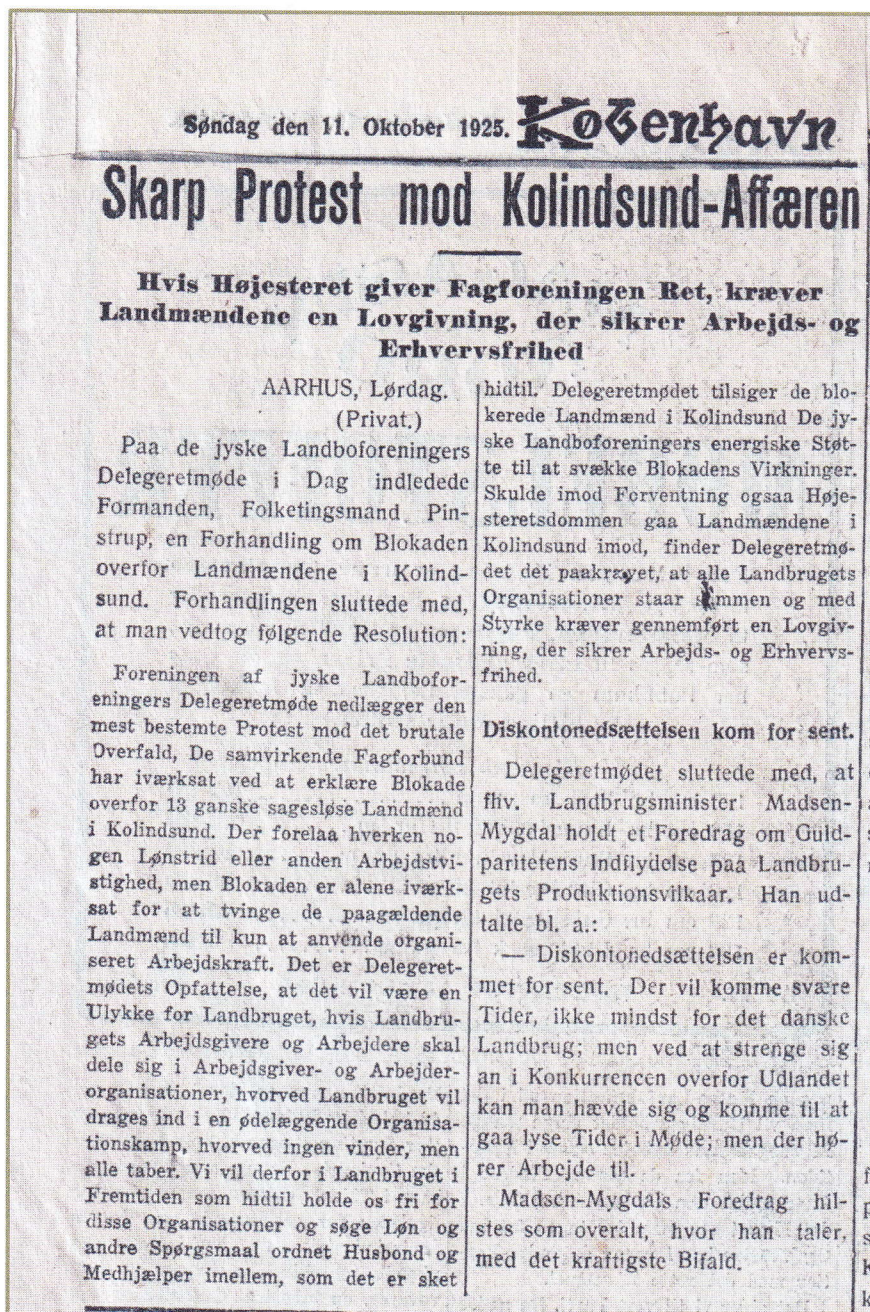 Søndag den 11. Oktober 1925. København
Skarp Protest mod Kolindsund-Affæren
Hvis Højesteret giver Fagforeningen Ret, kræver
Landmændene en Lovgivning, der sikrer Arbejds- og
Erhvervsfrihed
AARHUS, Lørdag.
(Privat.)
Paa de jyske Landboforeningers
Delegeretmøde i Dag indledede
Formanden, Folketingsmand Pin-
strup, en Forhandling om Blokaden
overfor Landmændene i Kolind-
sund. Forhandlingen sluttede med,
at man vedtog følgende Resolution:
Foreningen af jyske Landbofor-
eningers Delegeretmøde nedlægger den
mest bestemte Protest mod det brutale
Overfald, De samvirkende Fagforbund
har iværksat ved at erklære Blokade
overfor 13 ganske sagesløse Landmænd
i Kolindsund. Der forelaa hverken no-
gen Lønstrid eller anden Arbejdstvi-
stighed, men Blokaden er alene iværk-
sat for at tvinge de paagældende
Landmænd til kun at anvende organi-
seret Arbejdskraft. Det er Delegeret-
mødets Opfattelse, at det vil være en
Ulykke for Landbruget, hvis Landbru-
gets Arbejdsgivere og Arbejdere skal
dele sig i Arbejdsgiver- og Arbejder-
organisationer, hvorved Landbruget vil
drages ind i en ødelæggende Organisa-
tionskamp, hvorved ingen vinder, men
alle taber. Vi vil derfor i Landbruget i
Fremtiden som hidtil holde os fri for
disse Organisationer og søge Løn og
andre Spørgsmaal ordnet Husbond og
Medhjælper imellem, som det er sket
hidtil. Delegeretmødet tilsiger de blo-
kerede Landmænd i Kolindsund De jy-
ske Landboforeningers energiske Støt-
te til at svække Blokadens Virkninger.
Skulde imod Forventning ogsaa Høje-
steretsdommen gaa Landmændene i
Kolindsund imod, finder Delegeretmø-
det det paakrævet, at alle Landbrugets
Organisationer staar sammen og med
Styrke kræver gennemført en Lovgiv-
ning, der sikrer Arbejds- og Erhvervs-
frihed.
Diskontonedsættelsen kom for sent.
Delegeretmødet sluttede med, at
fhv. Landbrugsminister Madsen-
Mygdal holdt et Foredrag om Guld-
paritetens Indflydelse paa Landbru-
gets Produktionsvilkaar. Han ud-
talte bl. a.:
— Diskontonedsættelsen er kom-
met for sent. Der vil komme svære
Tider, ikke mindst for det danske
Landbrug; men ved at strenge sig
an i Konkurrencen overfor Udlandet
kan man hævde sig og komme til at
gaa lyse Tider i Møde; men der hø-
rer Arbejde til.
Madsen-Mygdals Foredrag hil-
stes som overalt, hvor han taler,
med det kraftigste Bifald.